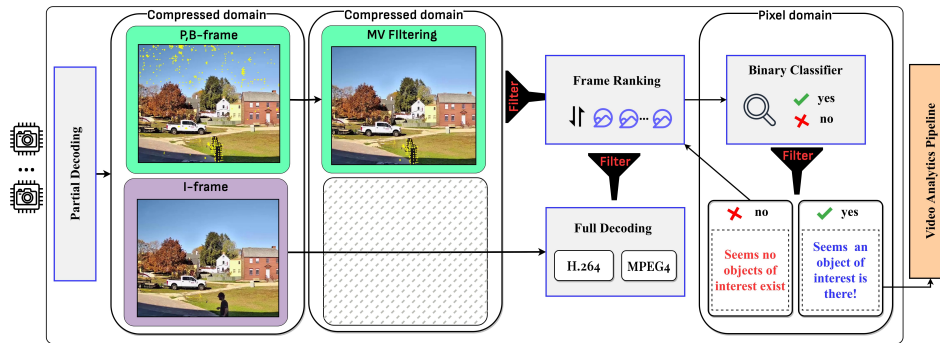 Compressed domain
Compressed domain
Pixel domain
P,B-frame
MV FIltering
Partial Decoding
I-frame
Filter
Frame Ranking
...
Filter
Full Decoding
H.264
MPEG4
Binary Classifier
yes
no
Filter
no
Seems no
objects of
interest exist
yes
Seems an
object of
interest is
there!
Video Analytics Pipeline
...